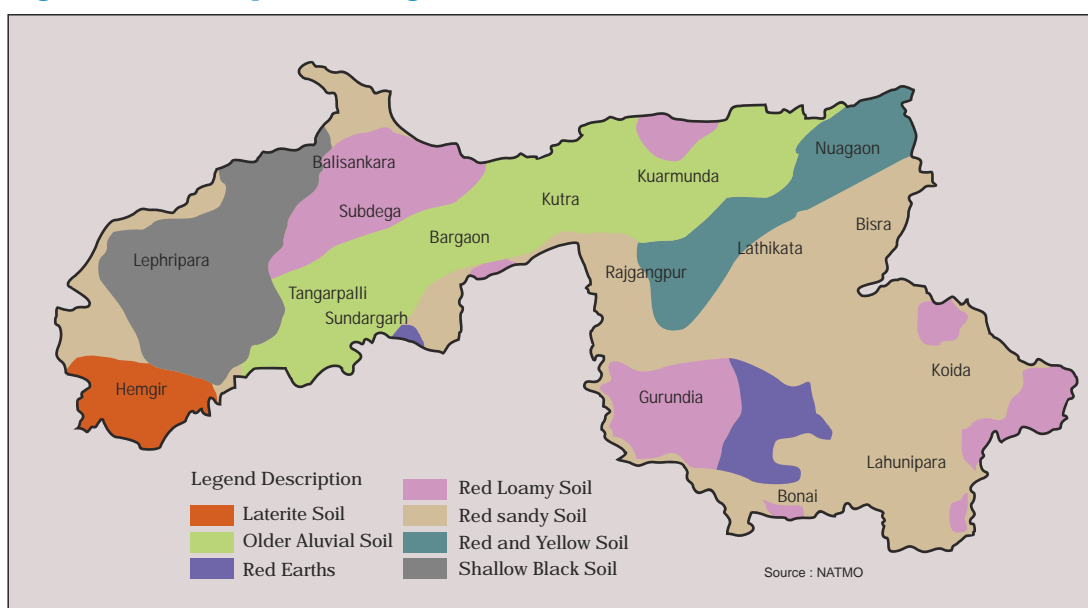 Balisankara
Nuagaon
Kuarmunda
Kutra
Subdega
Bisra
Bargaon
Lathikata
Lephripara
Rajgangpur
Tangarpalli
Sundargarh
Koida
Hemgir
Gurundia
Lahunipara
Bonai
Legend Description
Laterite Soil
Older Aluvial Soil
Red Earths
Red Loamy Soil
Red sandy Soil
Red and Yellow Soil
Shallow Black Soil
Source : NATMO